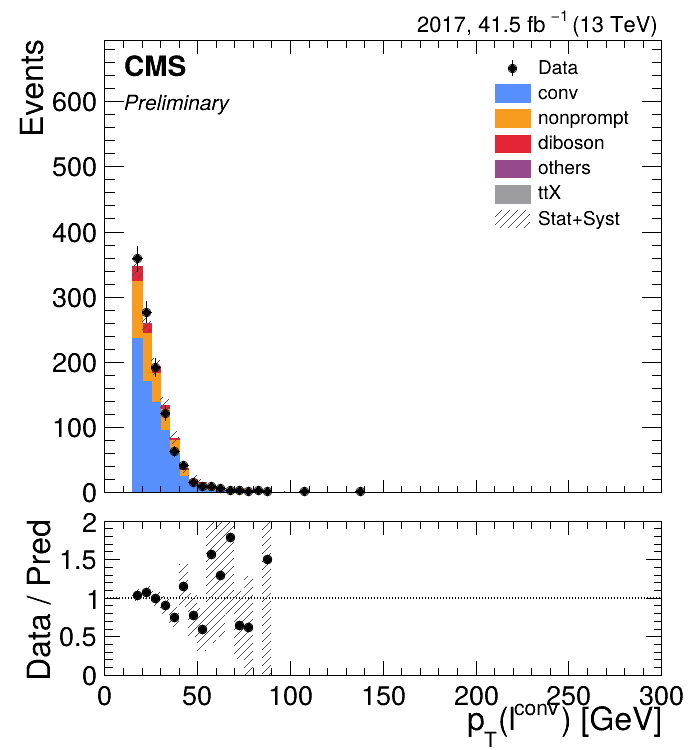 2017, 41.5 fb⁻¹ (13 TeV)
CMS
Preliminary
Events
Data
conv
nonprompt
diboson
others
ttX
Stat+Syst
600
500
400
300
200
100
0
Data / Pred
2
1.5
1
0.5
0
0 50 100 150 200 250 300
p_T(l^conv) [GeV]